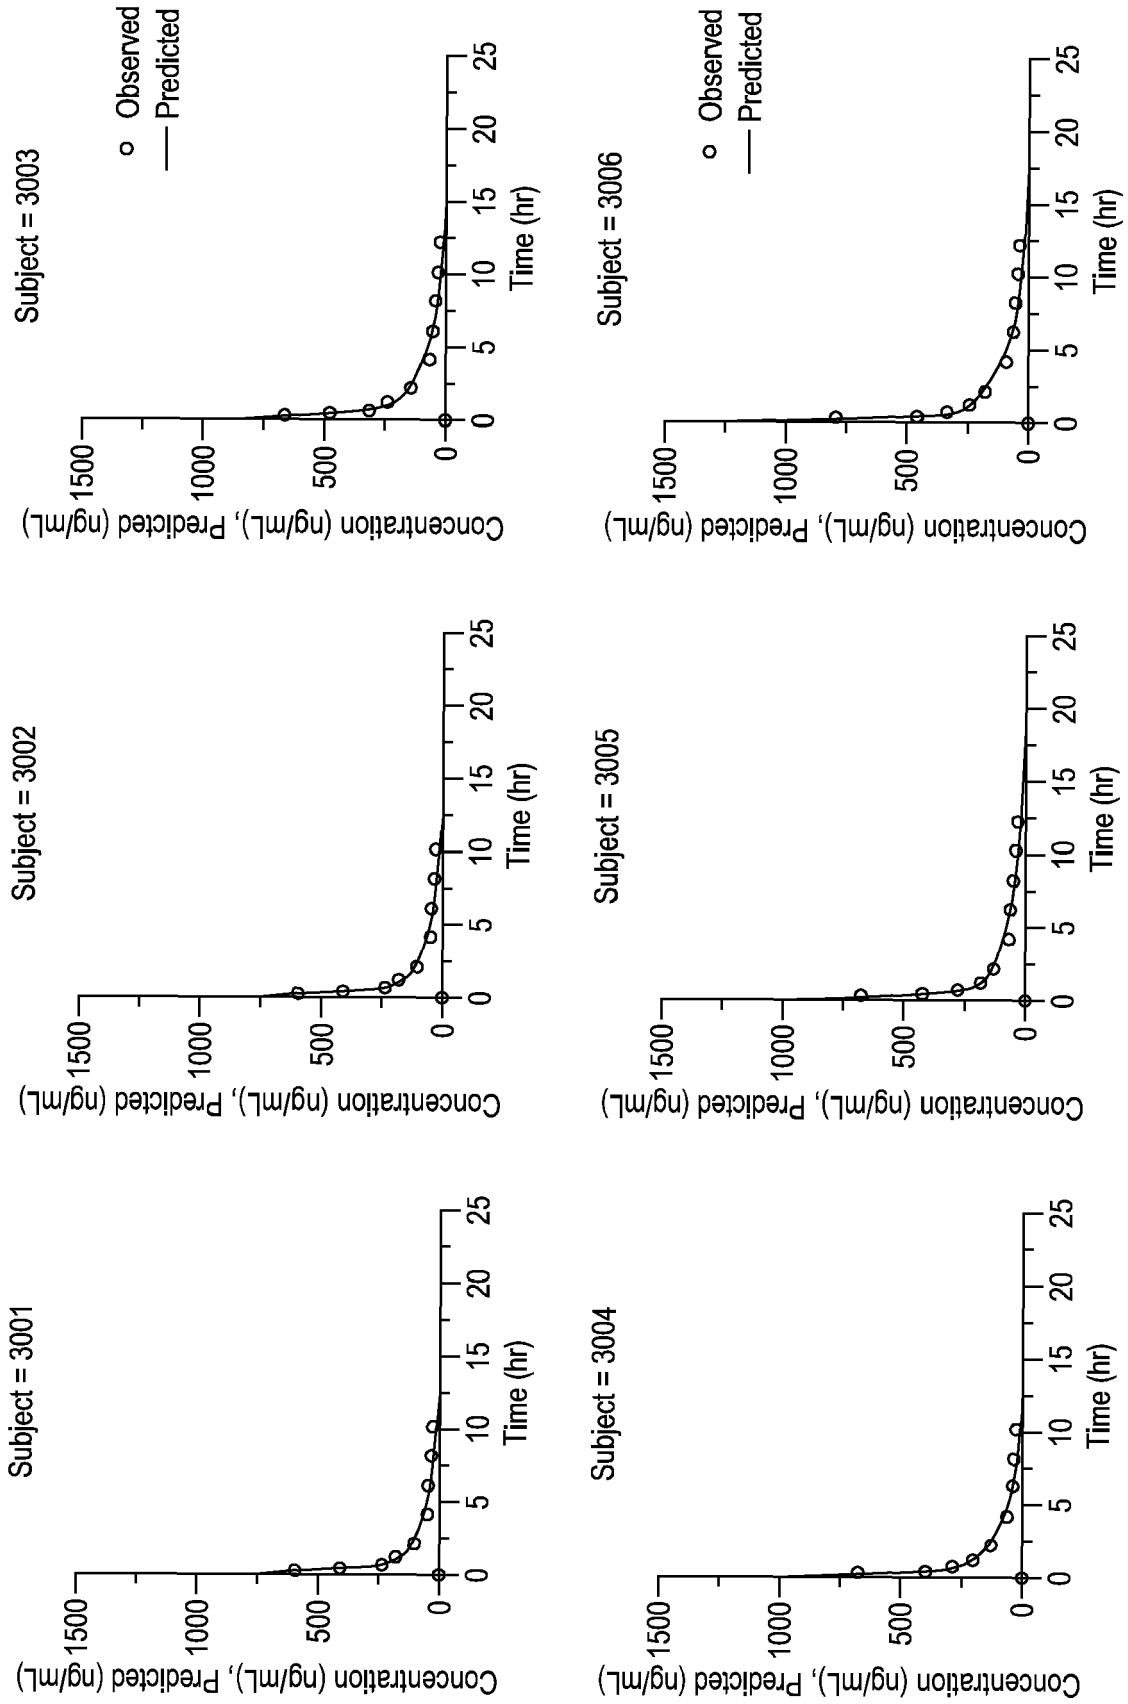 Subject = 3001
Concentration (ng/mL), Predicted (ng/mL)
1500
1000
500
0
0 5 10 15 20 25
Time (hr)
Subject = 3002
Concentration (ng/mL), Predicted (ng/mL)
1500
1000
500
0
0 5 10 15 20 25
Time (hr)
Subject = 3003
Observed
Predicted
Concentration (ng/mL), Predicted (ng/mL)
1500
1000
500
0
0 5 10 15 20 25
Time (hr)
Subject = 3004
Concentration (ng/mL), Predicted (ng/mL)
1500
1000
500
0
0 5 10 15 20 25
Time (hr)
Subject = 3005
Concentration (ng/mL), Predicted (ng/mL)
1500
1000
500
0
0 5 10 15 20 25
Time (hr)
Subject = 3006
Observed
Predicted
Concentration (ng/mL), Predicted (ng/mL)
1500
1000
500
0
0 5 10 15 20 25
Time (hr)